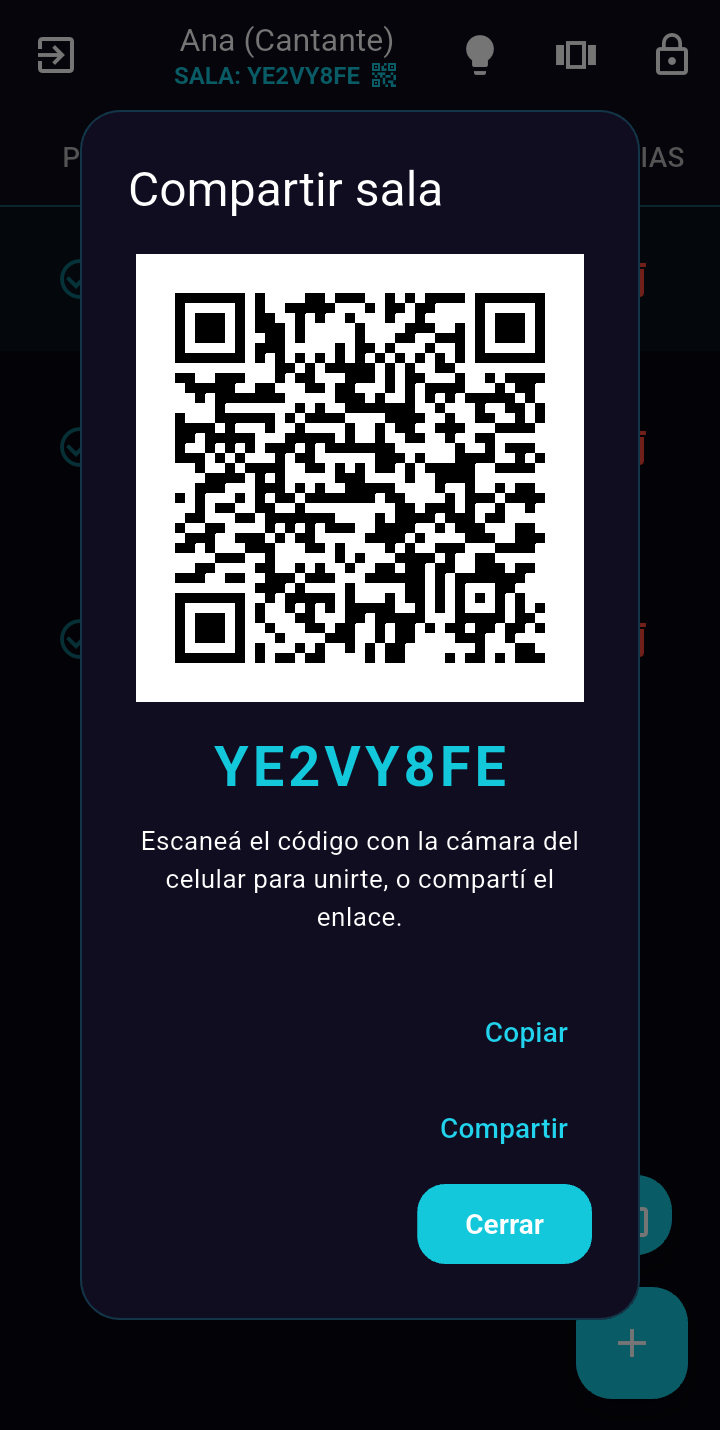 Ana (Cantante)
SALA: YE2VY8FE
Compartir sala
YE2VY8FE
Escaneá el código con la cámara del
celular para unirte, o compartí el
enlace.
Copiar
Compartir
Cerrar